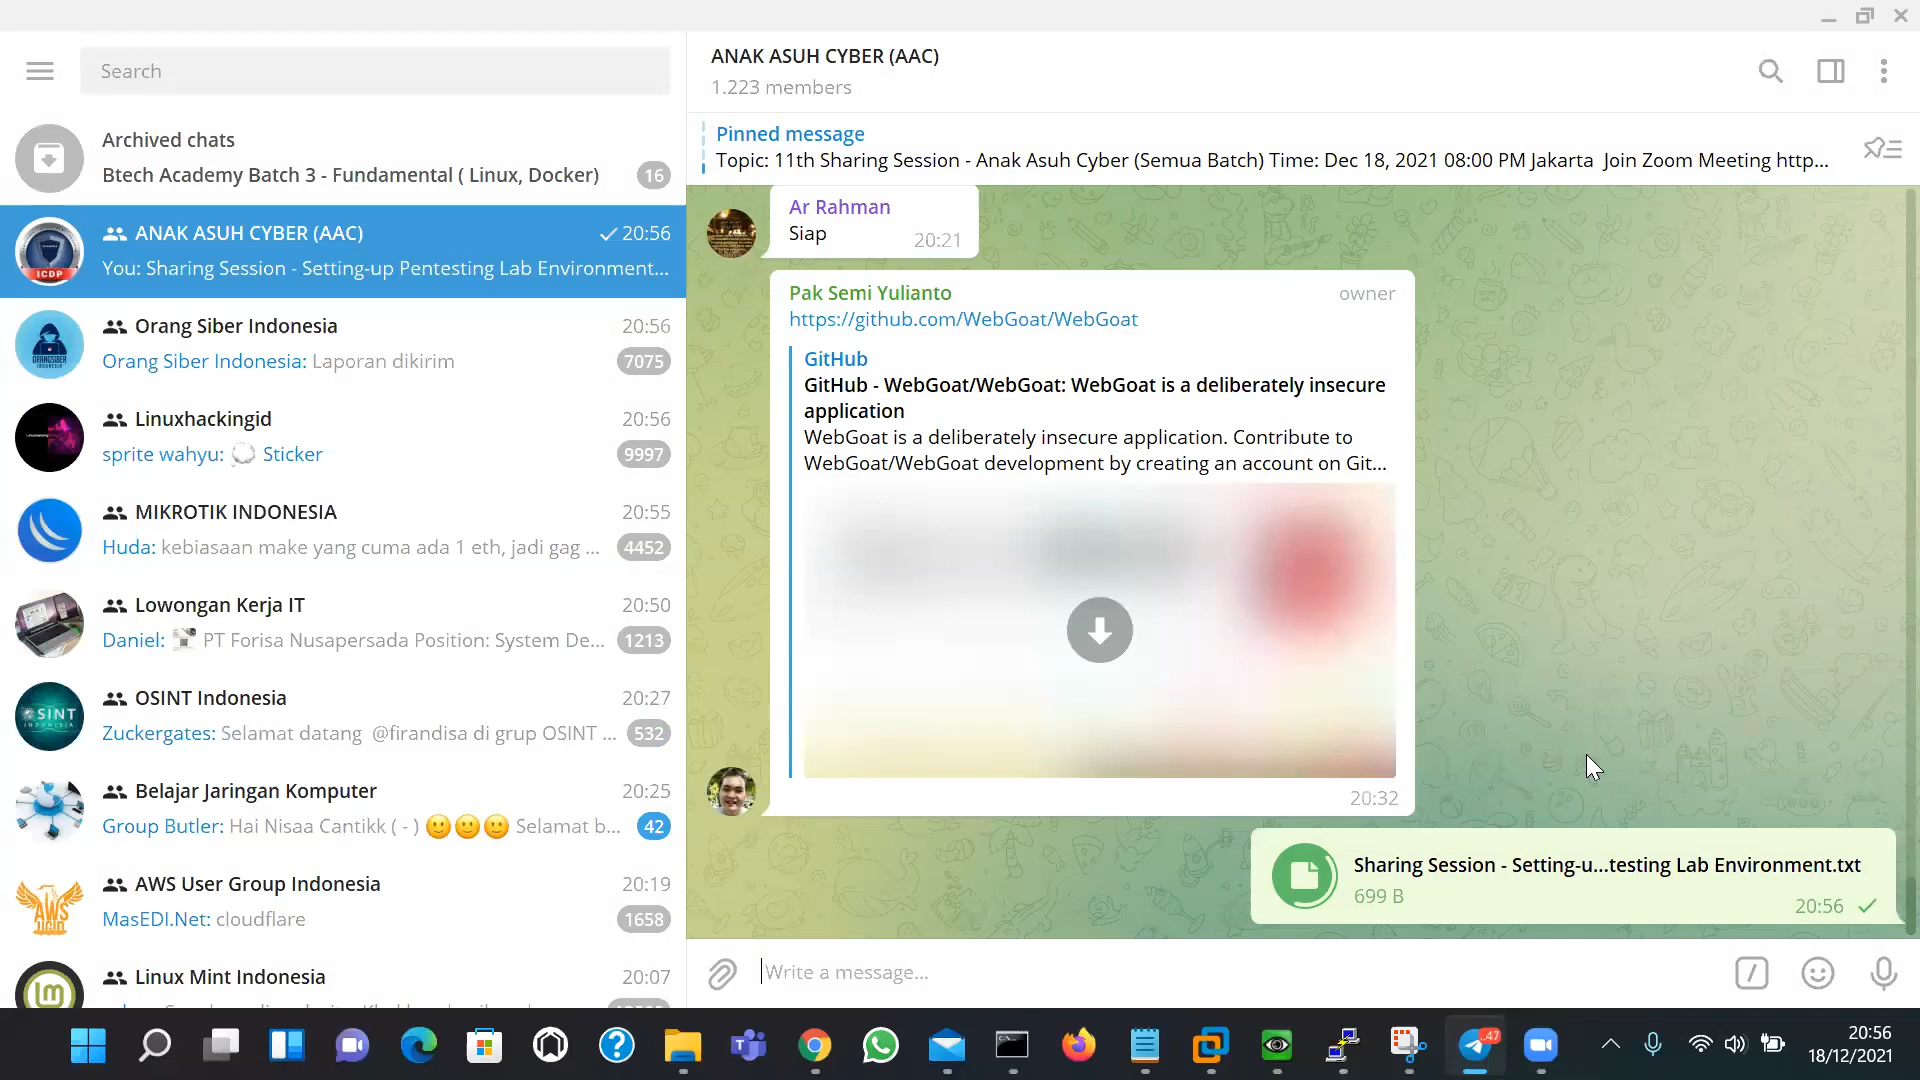 Search
Archived chats
Btech Academy Batch 3 - Fundamental ( Linux, Docker)
16
ICDP
ANAK ASUH CYBER (AAC)
20:56
You: Sharing Session - Setting-up Pentesting Lab Environment...
ORANGSIBER
INDONESIA
Orang Siber Indonesia
20:56
Orang Siber Indonesia: Laporan dikirim
7075
Linuxhackingid
20:56
sprite wahyu: 💭 Sticker
9997
MIKROTIK INDONESIA
20:55
Huda: kebiasaan make yang cuma ada 1 eth, jadi gag ...
4452
Lowongan Kerja IT
20:50
Daniel: PT Forisa Nusapersada Position: System De...
1213
OSINT
INDONESIA
OSINT Indonesia
20:27
Zuckergates: Selamat datang @firandisa di grup OSINT ...
532
Belajar Jaringan Komputer
20:25
Group Butler: Hai Nisaa Cantikk ( - ) 🙂🙂🙂 Selamat b...
42
AWS
AWS User Group Indonesia
20:19
MasEDI.Net: cloudflare
1658
Linux Mint Indonesia
20:07
ANAK ASUH CYBER (AAC)
1.223 members
Pinned message
Topic: 11th Sharing Session - Anak Asuh Cyber (Semua Batch) Time: Dec 18, 2021 08:00 PM Jakarta Join Zoom Meeting http...
Ar Rahman
Siap
20:21
Pak Semi Yulianto
owner
https://github.com/WebGoat/WebGoat
GitHub
GitHub - WebGoat/WebGoat: WebGoat is a deliberately insecure
application
WebGoat is a deliberately insecure application. Contribute to
WebGoat/WebGoat development by creating an account on Git...
20:32
Sharing Session - Setting-u...testing Lab Environment.txt
699 B
20:56
Write a message...
20:56
18/12/2021